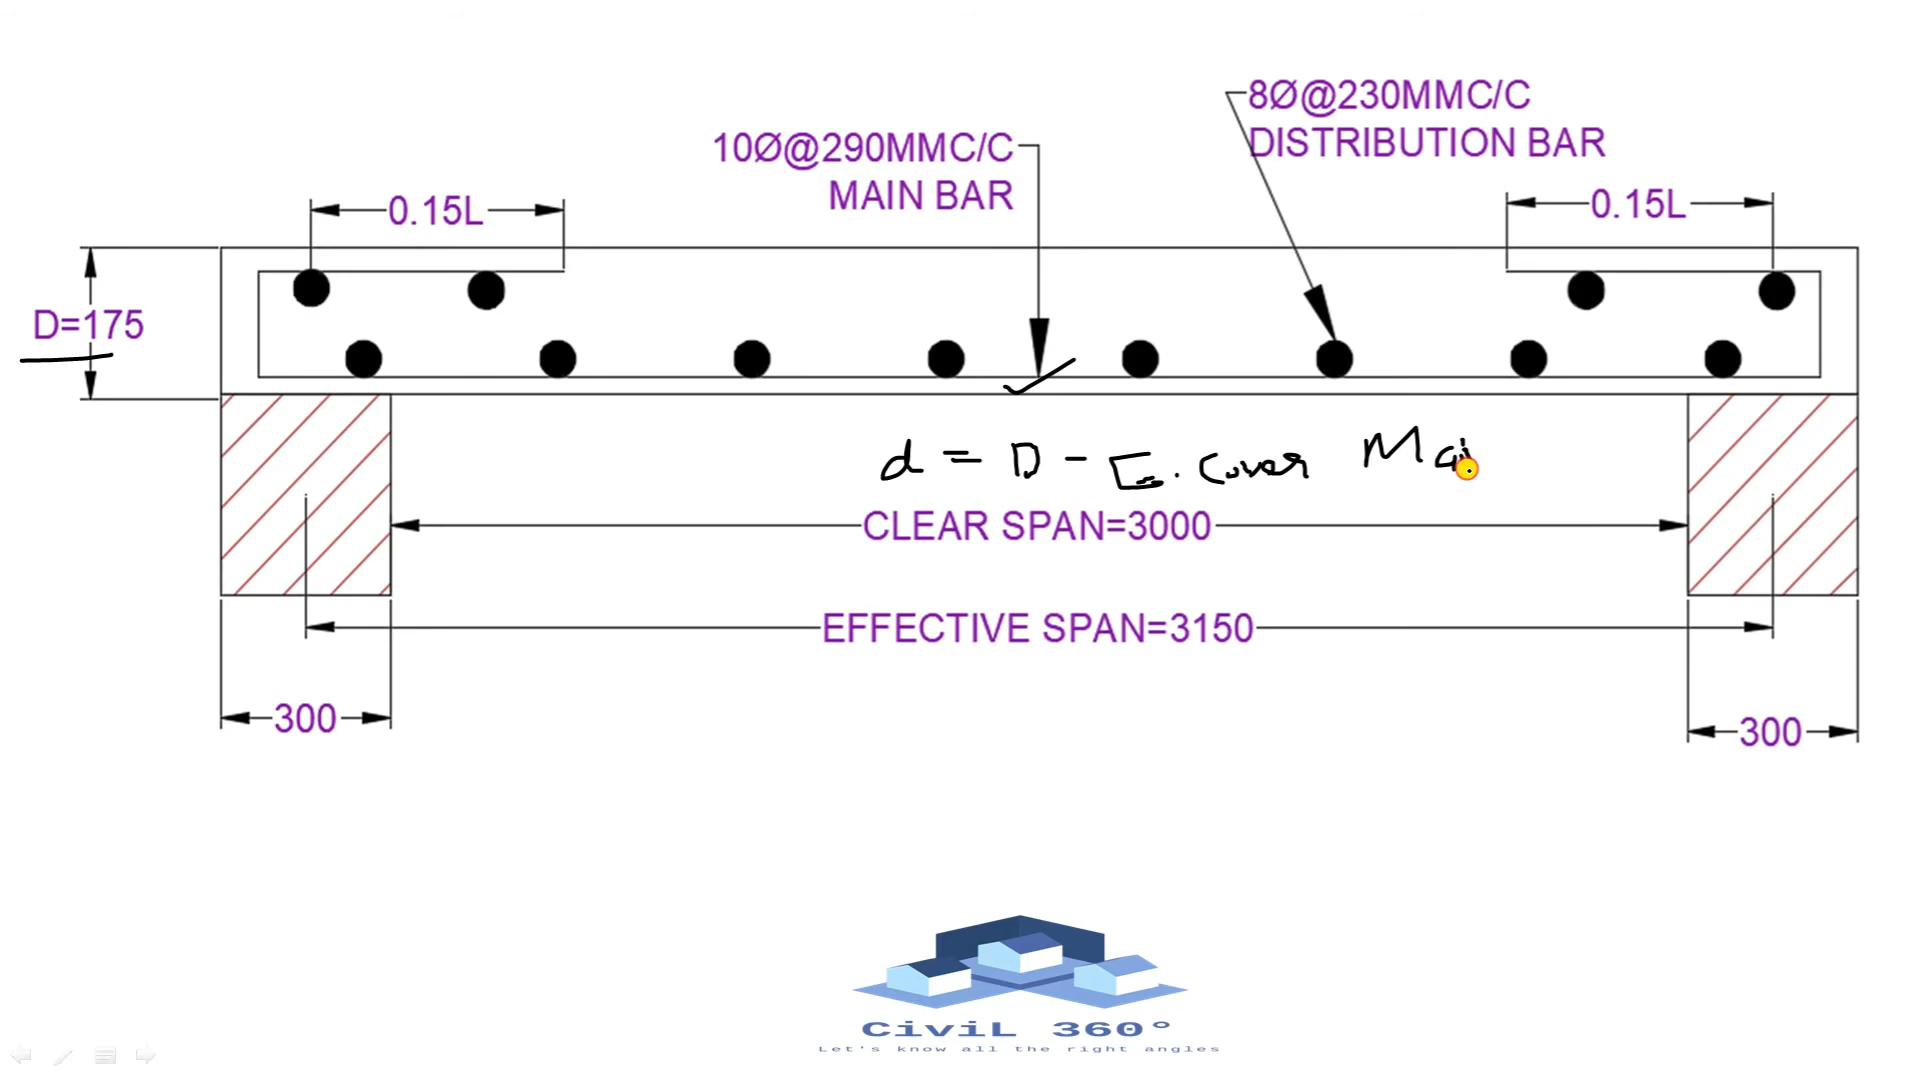 8Ø@230MMC/C
DISTRIBUTION BAR
10Ø@290MMC/C
MAIN BAR
0.15L
0.15L
D=175
d = D - E. Cover Mai
CLEAR SPAN=3000
EFFECTIVE SPAN=3150
300
300
CiviL 360°
Let's know all the right angles